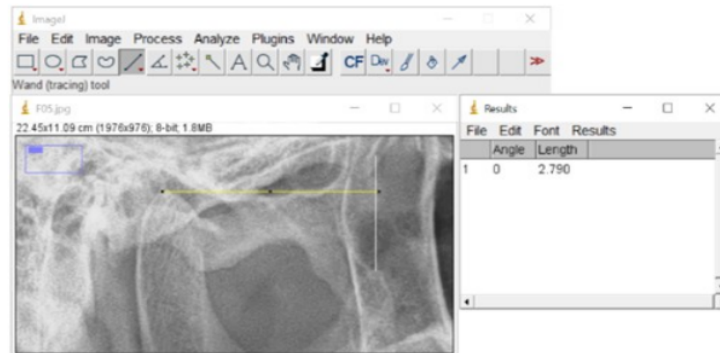 ImageJ
File Edit Image Process Analyze Plugins Window Help
A CF Dev >>
Wand (tracing) tool
F05.jpg
22.45x11.09 cm (1976x976); 8-bit; 1.8MB
Results
File Edit Font Results
Angle Length
1 0 2.790